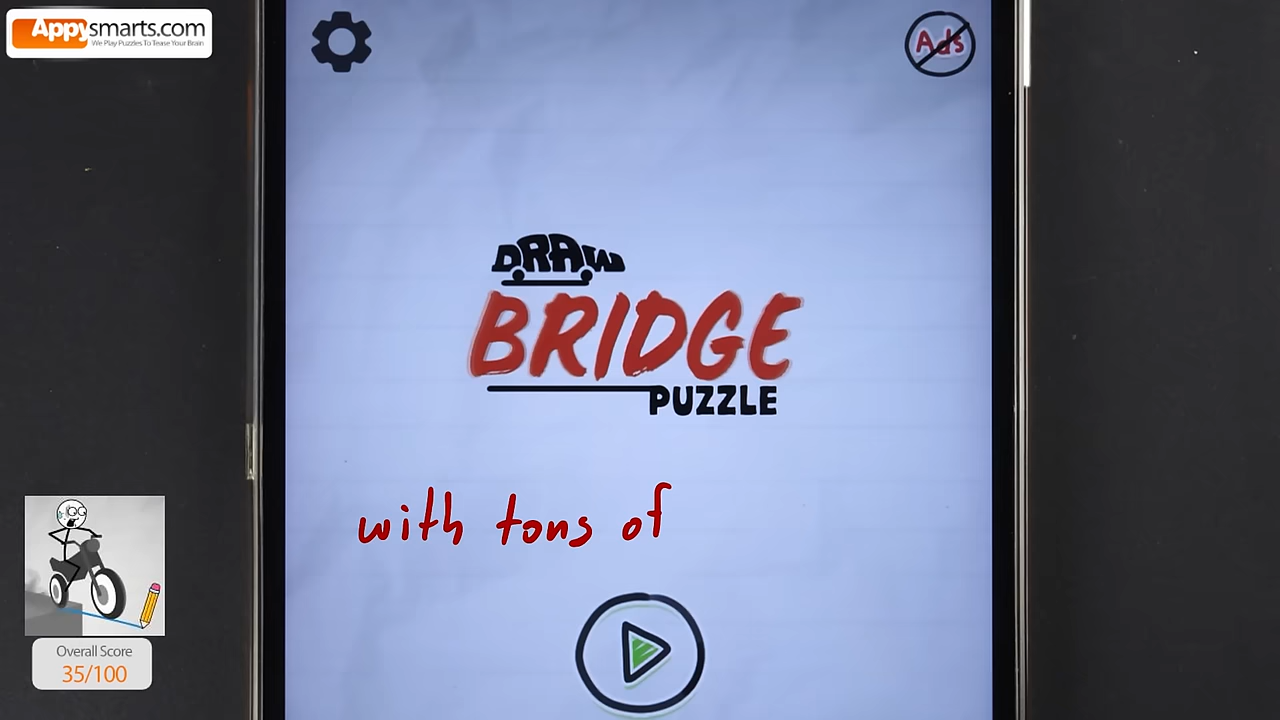 Appysmarts.com
We Play Puzzles To Tease Your Brain
Ads
DRAW
BRIDGE
PUZZLE
with tons of
Overall Score
35/100